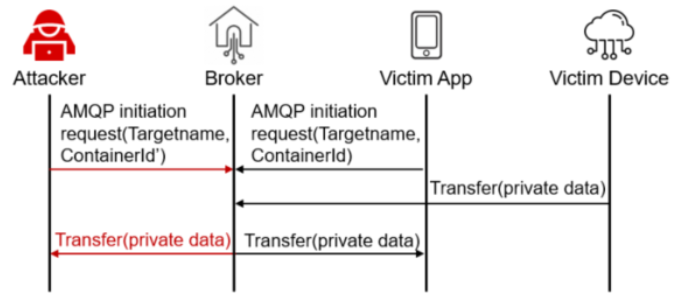 Attacker
Broker
Victim App
Victim Device
AMQP initiation
request(Targetname,
ContainerId')
AMQP initiation
request(Targetname,
ContainerId)
Transfer(private data)
Transfer(private data)
Transfer(private data)